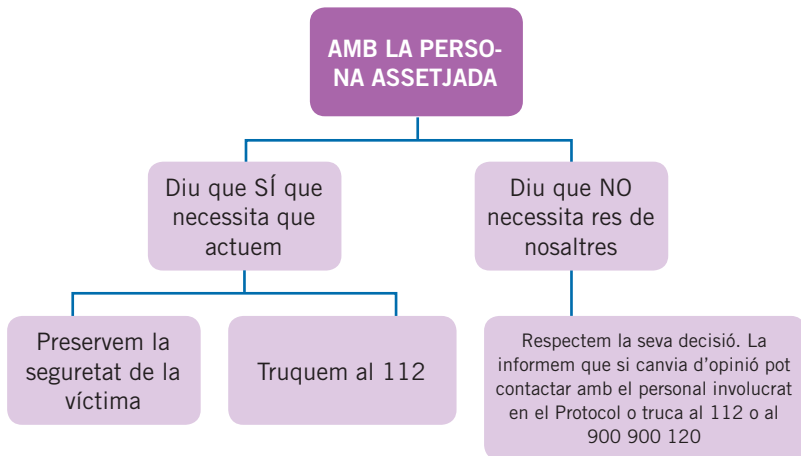 AMB LA PERSO-
NA ASSETJADA
Diu que SÍ que
necessita que
actuem
Diu que NO
necessita res de
nosaltres
Preservem la
seguretat de la
víctima
Truquem al 112
Respectem la seva decisió. La
informem que si canvia d’opinió pot
contactar amb el personal involucrat
en el Protocol o truca al 112 o al
900 900 120